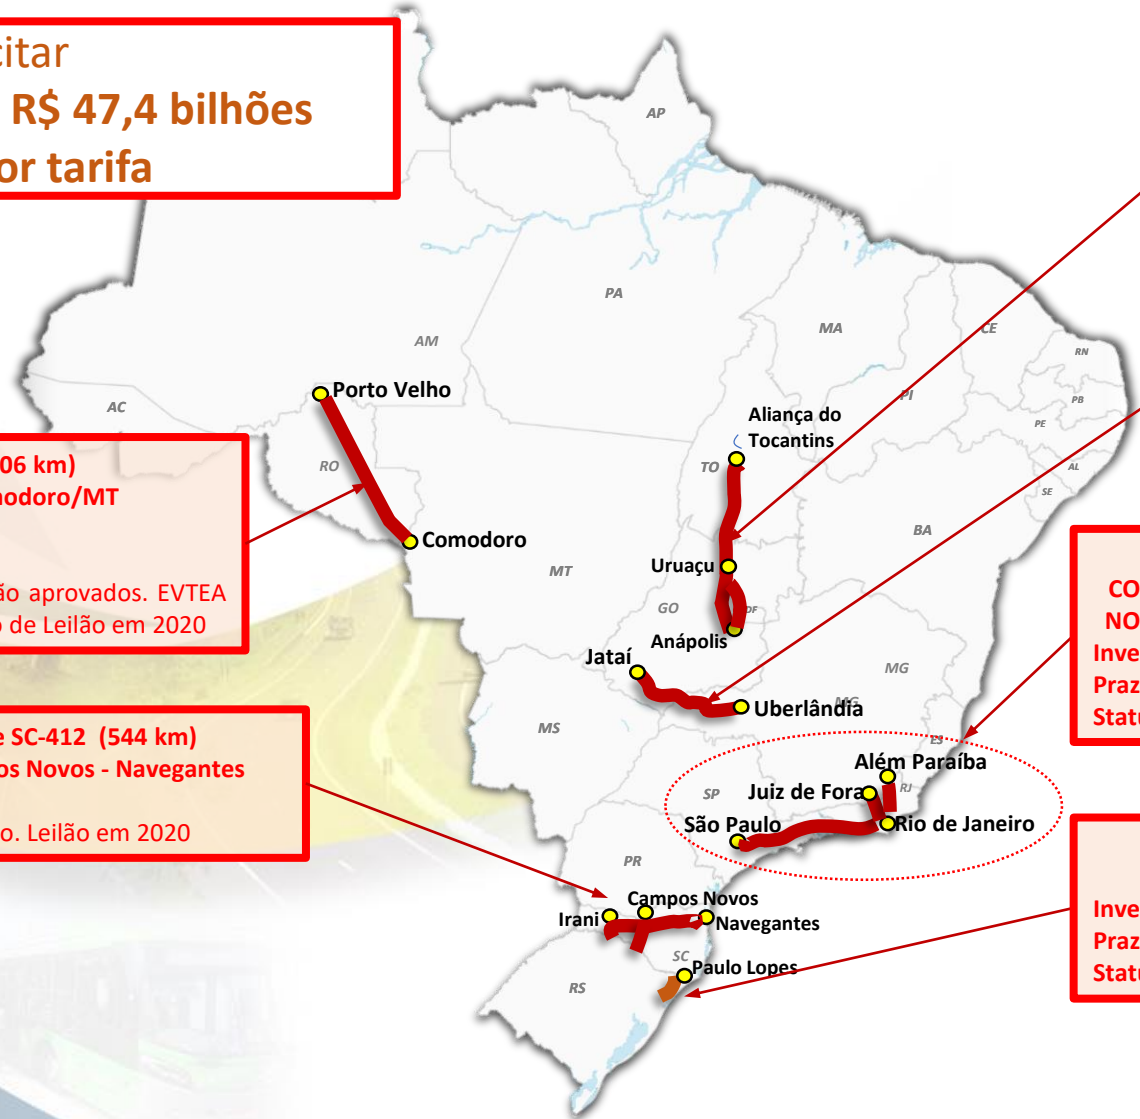 citar
R$ 47,4 bilhões
or tarifa
AP
PA
AM
MA
CE
RN
PB
PE
PI
AL
SE
AC
Porto Velho
RO
Aliança do
Tocantins
TO
BA
06 km)
nodoro/MT
ão aprovados. EVTEA
o de Leilão em 2020
Comodoro
MT
Uruaçu
GO
DF
Anápolis
Jataí
MG
MG
Uberlândia
MS
ES
CO
NO
Inve
Praz
Statu
e SC-412 (544 km)
os Novos - Navegantes
o. Leilão em 2020
Além Paraíba
SP
Juiz de Fora
RJ
São Paulo
Rio de Janeiro
PR
Campos Novos
Irani
Navegantes
SC
Paulo Lopes
RS
Inve
Praz
Statu